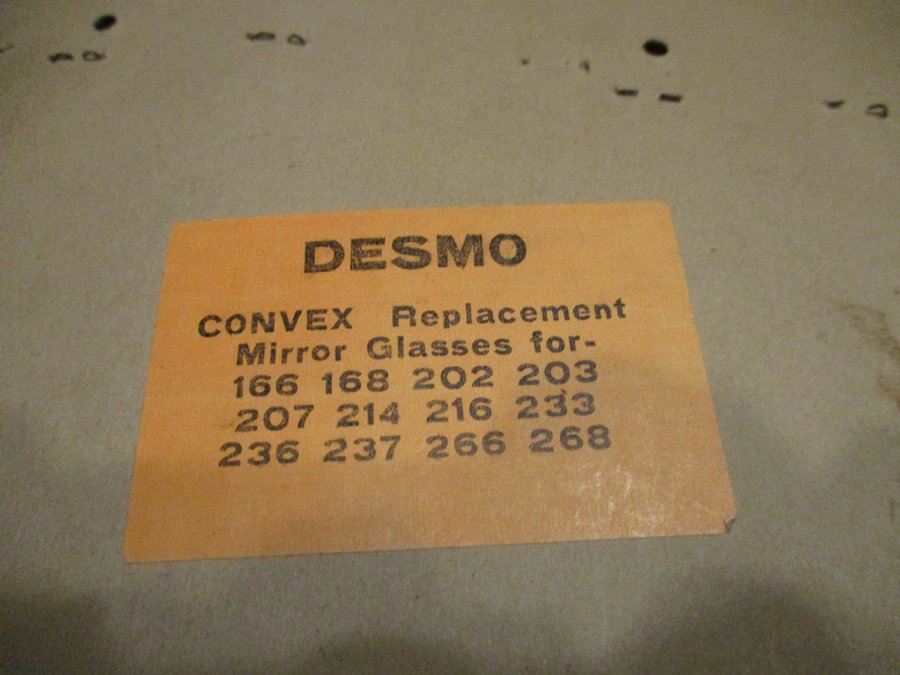 DESMO
CONVEX Replacement
Mirror Glasses for-
166 168 202 203
207 214 216 233
236 237 266 268